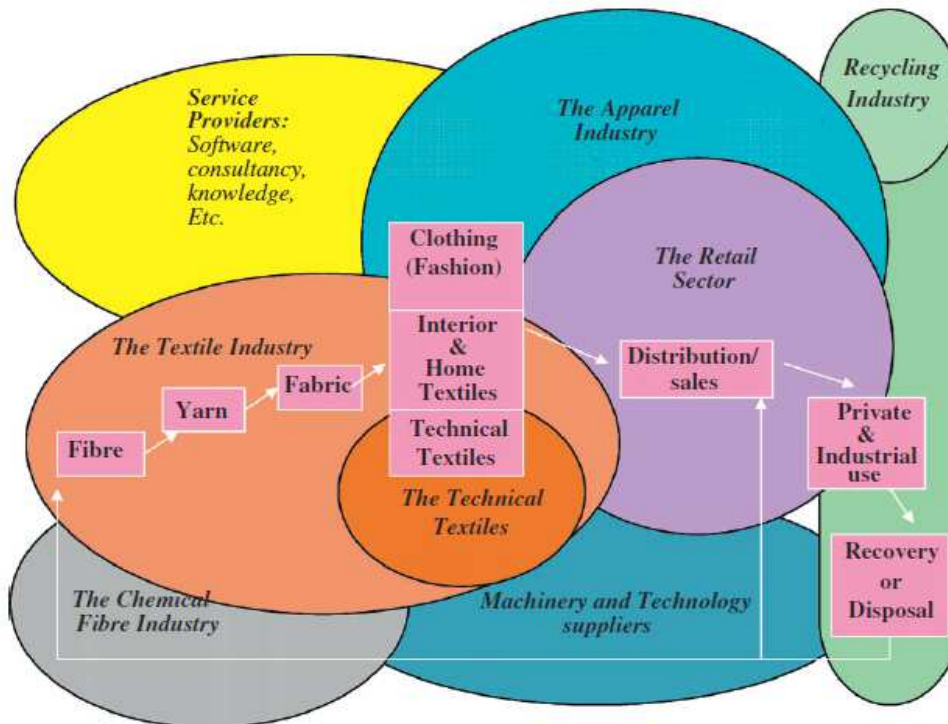 Service
Providers:
Software,
consultancy,
knowledge,
Etc.
The Apparel
Industry
Recycling
Industry
Clothing
(Fashion)
The Retail
Sector
The Textile Industry
Interior
&
Home
Textiles
Distribution/
sales
Fabric
Yarn
Fibre
Technical
Textiles
Private
&
Industrial
use
The Technical
Textiles
Recovery
or
Disposal
The Chemical
Fibre Industry
Machinery and Technology
suppliers